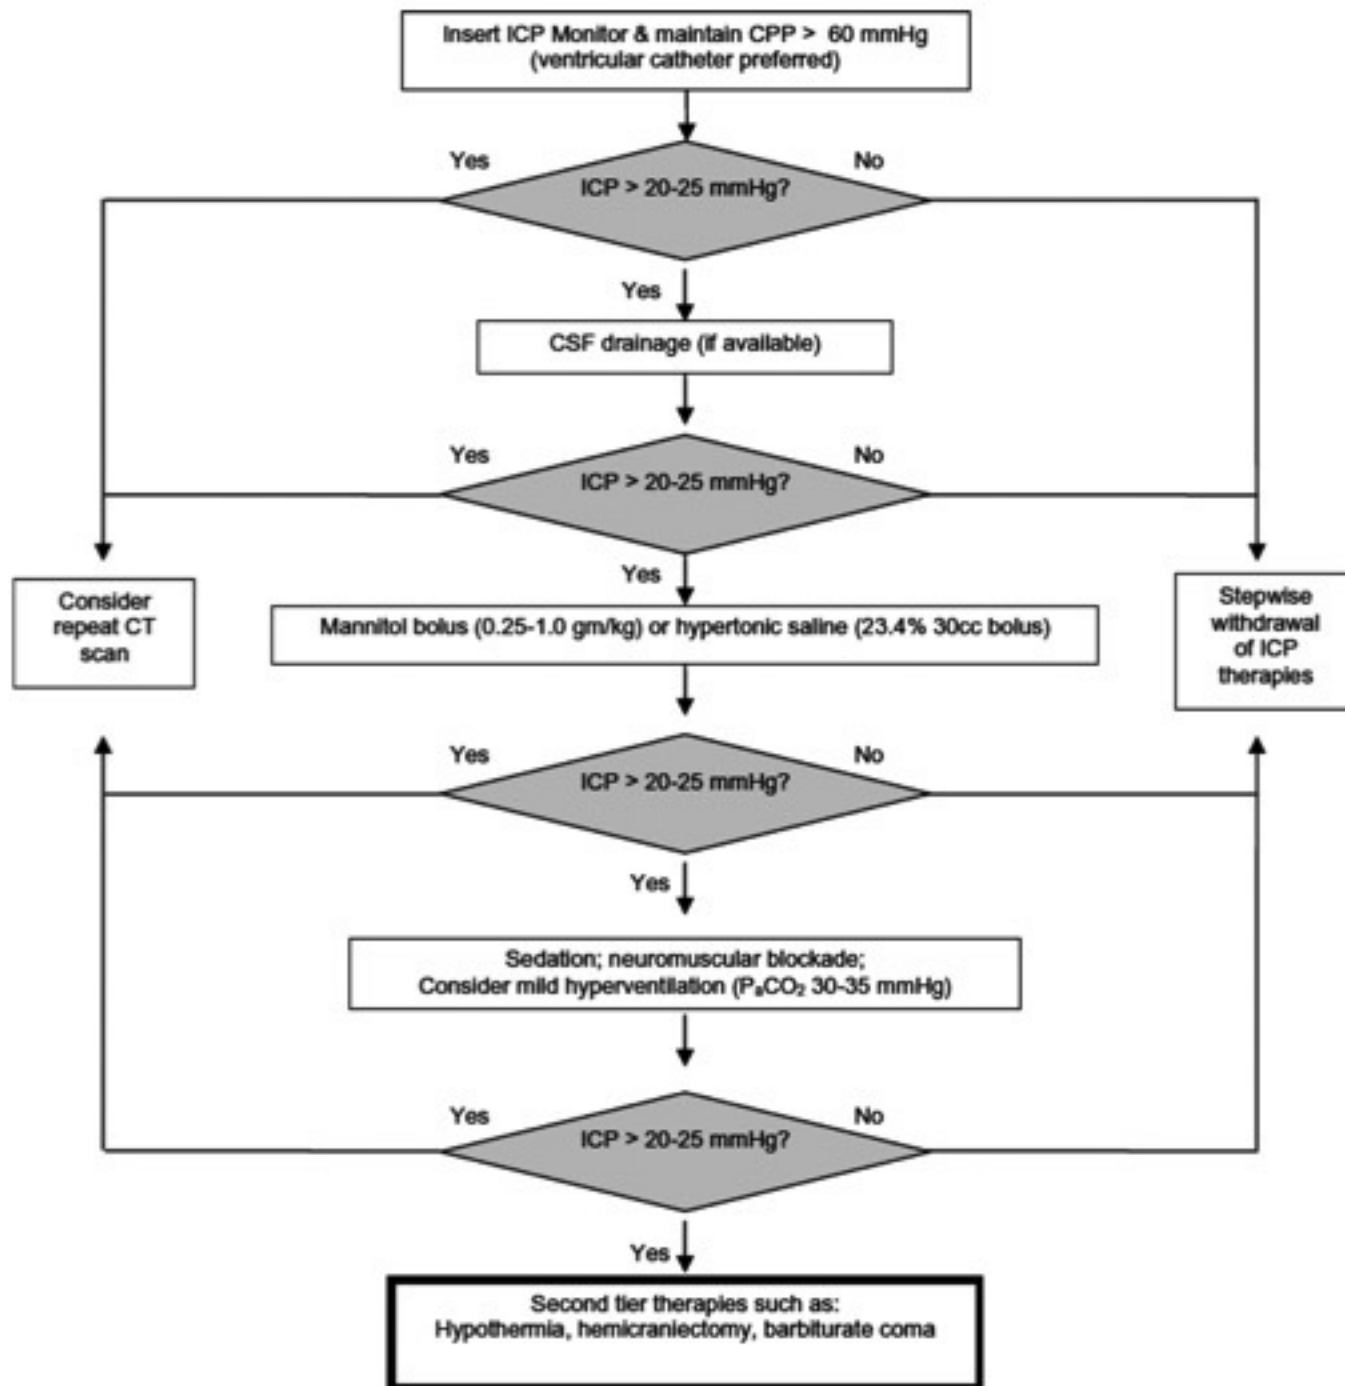 Insert ICP Monitor & maintain CPP > 60 mmHg
(ventricular catheter preferred)
Yes
No
ICP > 20-25 mmHg?
Yes
CSF drainage (if available)
Yes
No
ICP > 20-25 mmHg?
Yes
Consider
repeat CT
scan
Mannitol bolus (0.25-1.0 gm/kg) or hypertonic saline (23.4% 30cc bolus)
Stepwise
withdrawal
of ICP
therapies
Yes
No
ICP > 20-25 mmHg?
Yes
Sedation; neuromuscular blockade;
Consider mild hyperventilation (PₐCO₂ 30-35 mmHg)
Yes
No
ICP > 20-25 mmHg?
Yes
Second tier therapies such as:
Hypothermia, hemicraniectomy, barbiturate coma